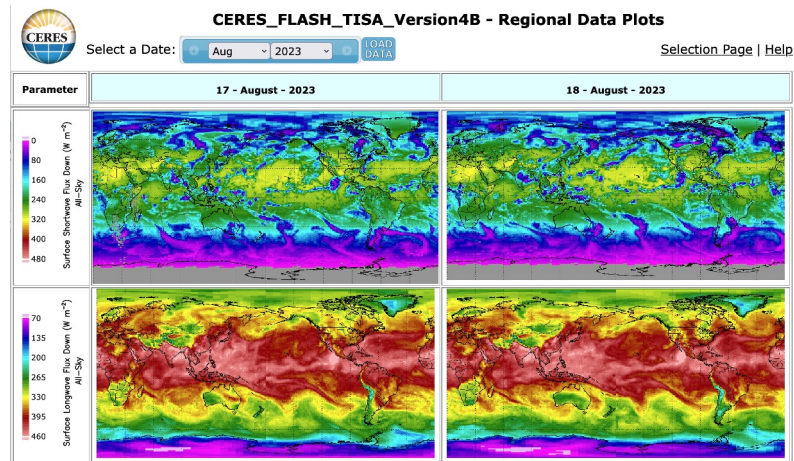 CERES_FLASH_TISA_Version4B - Regional Data Plots
CERES
Select a Date:
Aug
2023
LOAD
DATA
Selection Page | Help
Parameter
17 - August - 2023
18 - August - 2023
0
80
160
240
320
400
480
Surface Shortwave Flux Down (W m⁻²)
All-Sky
70
135
200
265
330
395
460
Surface Longwave Flux Down (W m⁻²)
All-Sky